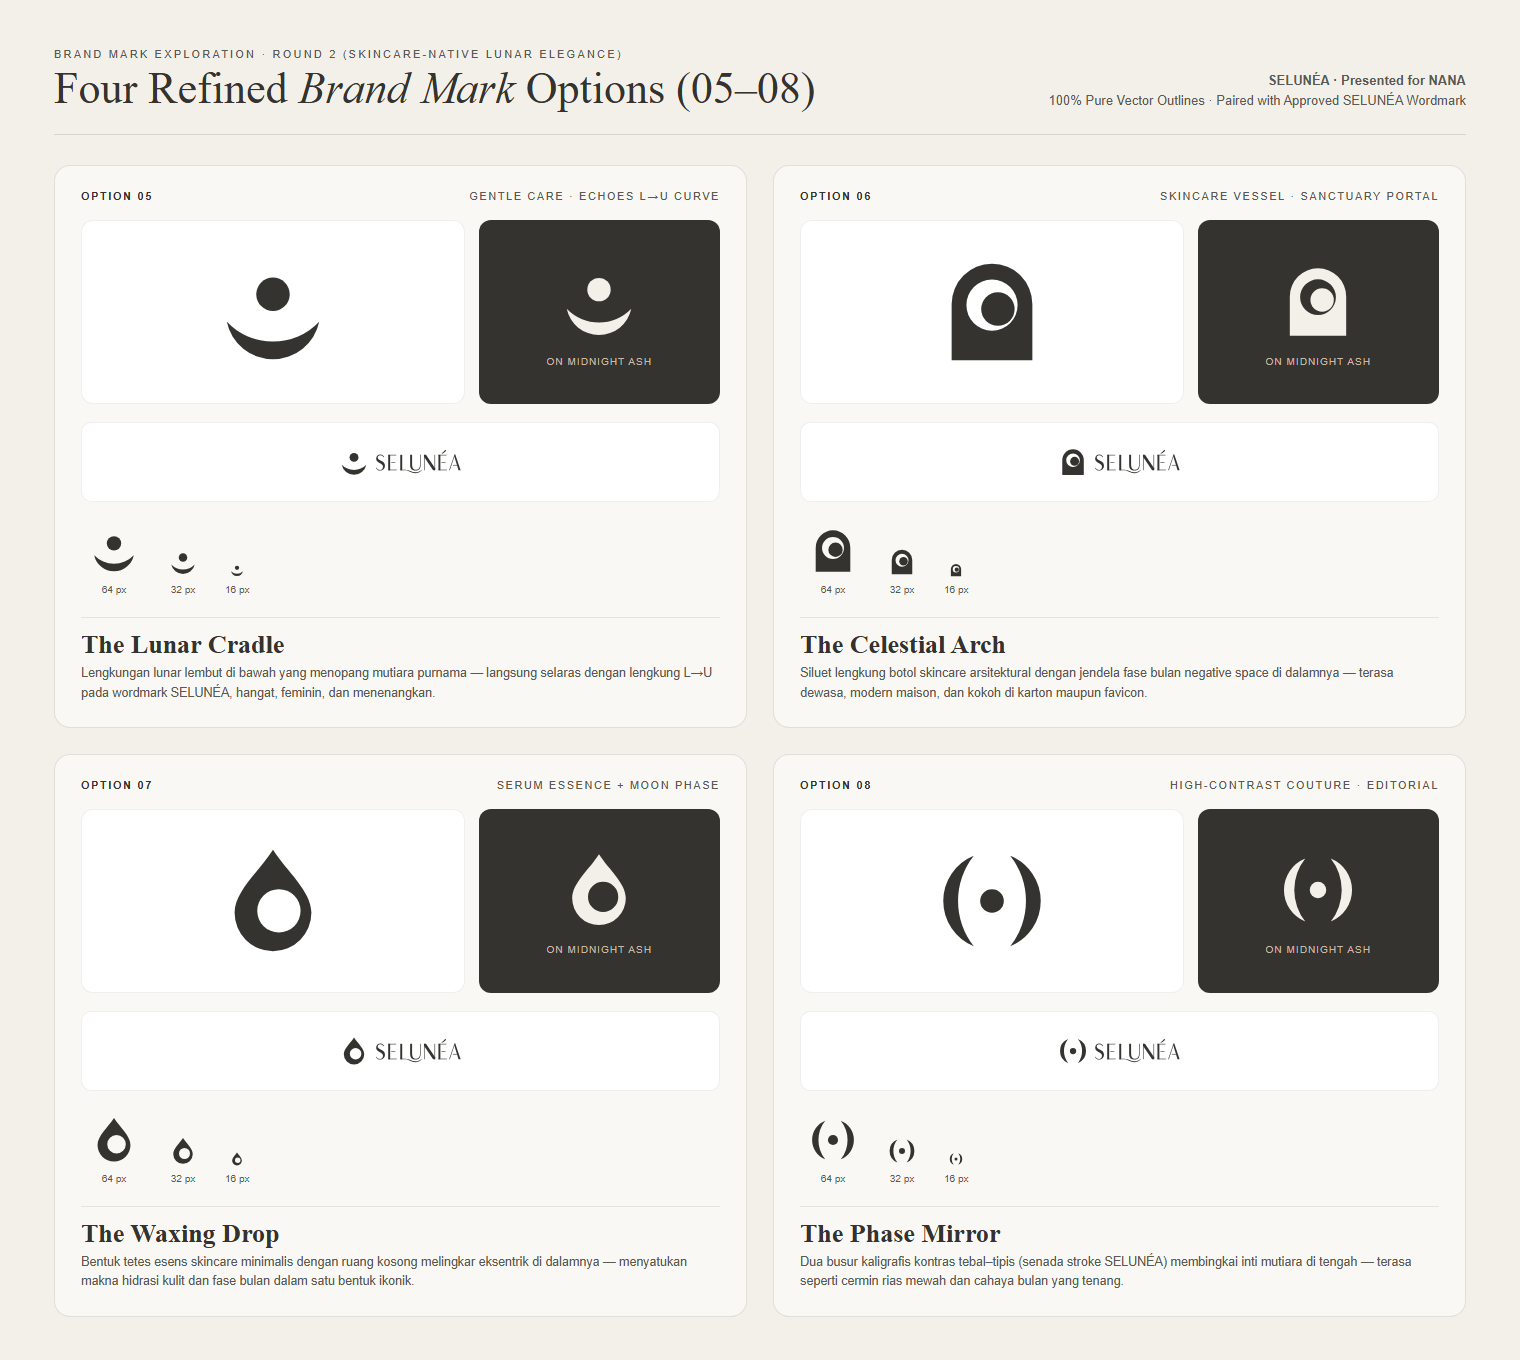 BRAND MARK EXPLORATION · ROUND 2 (SKINCARE-NATIVE LUNAR ELEGANCE)
Four Refined Brand Mark Options (05–08)
SELUNÉA · Presented for NANA
100% Pure Vector Outlines · Paired with Approved SELUNÉA Wordmark
OPTION 05
GENTLE CARE · ECHOES L→U CURVE
ON MIDNIGHT ASH
SELUNÉA
64 px
32 px
16 px
The Lunar Cradle
Lengkungan lunar lembut di bawah yang menopang mutiara purnama — langsung selaras dengan lengkung L→U
pada wordmark SELUNÉA, hangat, feminin, dan menenangkan.
OPTION 06
SKINCARE VESSEL · SANCTUARY PORTAL
ON MIDNIGHT ASH
SELUNÉA
64 px
32 px
16 px
The Celestial Arch
Siluet lengkung botol skincare arsitektural dengan jendela fase bulan negative space di dalamnya — terasa
dewasa, modern maison, dan kokoh di karton maupun favicon.
OPTION 07
SERUM ESSENCE + MOON PHASE
ON MIDNIGHT ASH
SELUNÉA
64 px
32 px
16 px
The Waxing Drop
Bentuk tetes esens skincare minimalis dengan ruang kosong melingkar eksentrik di dalamnya — menyatukan
makna hidrasi kulit dan fase bulan dalam satu bentuk ikonik.
OPTION 08
HIGH-CONTRAST COUTURE · EDITORIAL
ON MIDNIGHT ASH
SELUNÉA
64 px
32 px
16 px
The Phase Mirror
Dua busur kaligrafis kontras tebal–tipis (senada stroke SELUNÉA) membingkai inti mutiara di tengah — terasa
seperti cermin rias mewah dan cahaya bulan yang tenang.